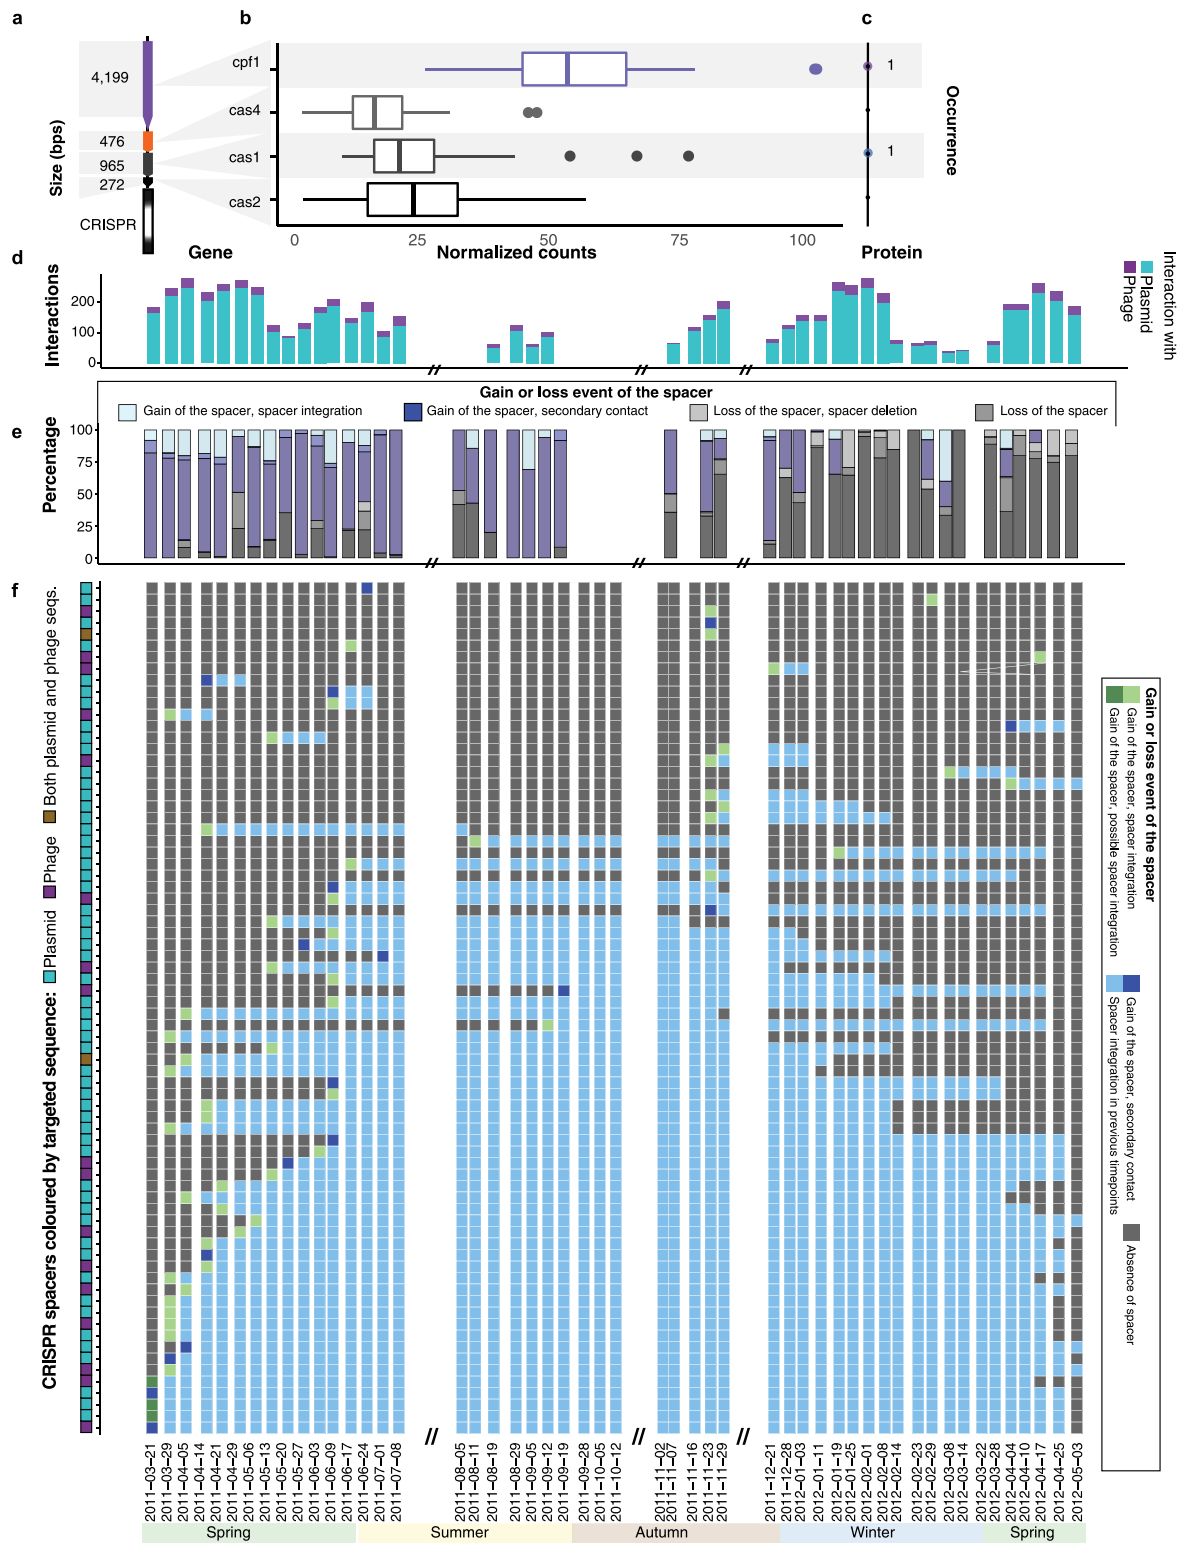 a
b
c
4,199
476
965
272
CRISPR
Size (bps)
cpf1
cas4
cas1
cas2
1
1
Occurrence
0
25
50
75
100
Gene
Normalized counts
Protein
d
Interactions
200
100
0
Interaction with
Plasmid
Phage
Gain or loss event of the spacer
Gain of the spacer, spacer integration
Gain of the spacer, secondary contact
Loss of the spacer, spacer deletion
Loss of the spacer
e
Percentage
100
75
50
25
0
//
//
//
f
CRISPR spacers coloured by targeted sequence:
Plasmid
Phage
Both plasmid and phage seqs.
Gain or loss event of the spacer
Gain of the spacer, spacer integration
Gain of the spacer, possible spacer integration
Gain of the spacer, secondary contact
Spacer integration in previous timepoints
Absence of spacer
2011–03–21
2011–03–29
2011–04–05
2011–04–14
2011–04–21
2011–04–29
2011–05–06
2011–05–13
2011–05–20
2011–05–27
2011–06–03
2011–06–09
2011–06–17
2011–06–24
2011–07–01
2011–07–08
2011–08–05
2011–08–11
2011–08–19
2011–08–29
2011–09–05
2011–09–12
2011–09–19
2011–09–28
2011–10–05
2011–10–12
2011–11–02
2011–11–07
2011–11–16
2011–11–23
2011–11–29
2011–12–21
2011–12–28
2012–01–03
2012–01–11
2012–01–19
2012–01–25
2012–02–01
2012–02–08
2012–02–14
2012–02–23
2012–02–29
2012–03–08
2012–03–14
2012–03–22
2012–03–28
2012–04–04
2012–04–10
2012–04–17
2012–04–25
2012–05–03
Spring
Summer
Autumn
Winter
Spring